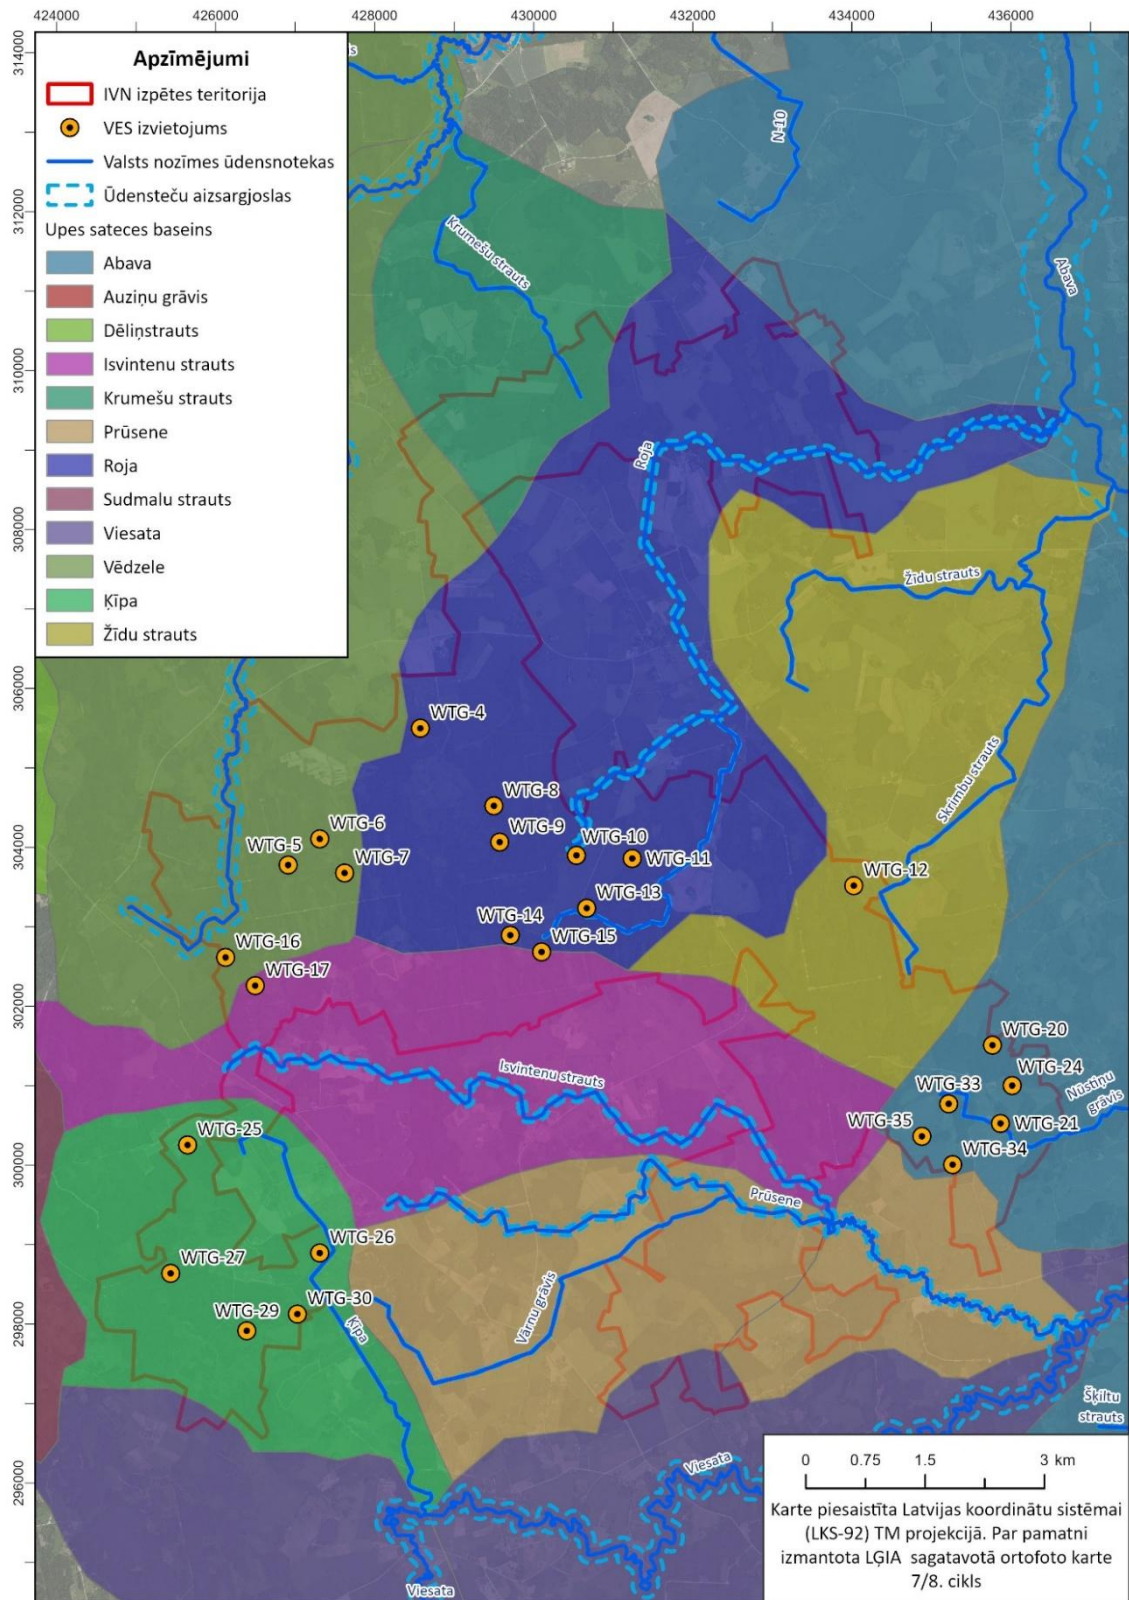 424000
426000
428000
430000
432000
434000
436000
314000
312000
310000
308000
306000
304000
302000
300000
298000
296000
Apzīmējumi
IVN izpētes teritorija
VES izvietojums
Valsts nozīmes ūdensnotekas
Ūdensteču aizsargjoslas
Upes sateces baseins
Abava
Auziņu grāvis
Dēliņstrauts
Isvintenu strauts
Krumešu strauts
Prūsene
Roja
Sudmalu strauts
Viesata
Vēdzele
Ķīpa
Žīdu strauts
N-10
Krumešu strauts
Abava
Roja
Žīdu strauts
Skrimbu strauts
WTG-4
WTG-8
WTG-6
WTG-9
WTG-5
WTG-10
WTG-7
WTG-11
WTG-12
WTG-13
WTG-14
WTG-15
WTG-16
WTG-17
WTG-20
Isvintenu strauts
WTG-24
WTG-33
Nūstiņu
grāvis
WTG-21
WTG-35
WTG-25
WTG-34
Prūsene
WTG-26
WTG-27
WTG-30
WTG-29
Ķīpa
Vārnu grāvis
Šķiltu
strauts
Viesata
Viesata
0 0.75 1.5 3 km
Karte piesaistīta Latvijas koordinātu sistēmai
(LKS-92) TM projekcijā. Par pamatni
izmantota LĢIA sagatavotā ortofoto karte
7/8. cikls